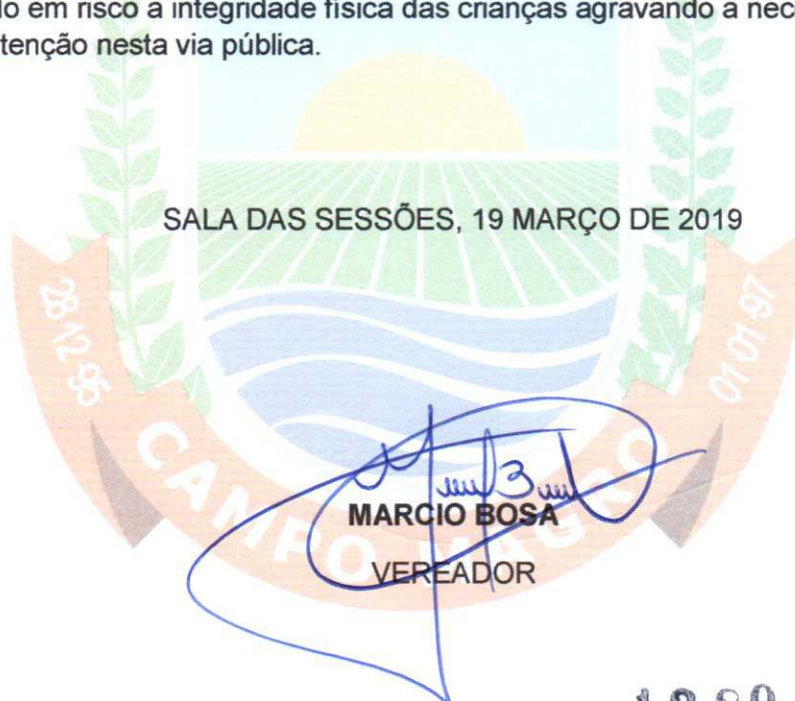 do em risco a integridade física das crianças agravando a nec
tenção nesta via pública.
SALA DAS SESSÕES, 19 MARÇO DE 2019
28-12-95
01-01-97
CAMPO MAGRO
MARCIO BOSA
VEREADOR